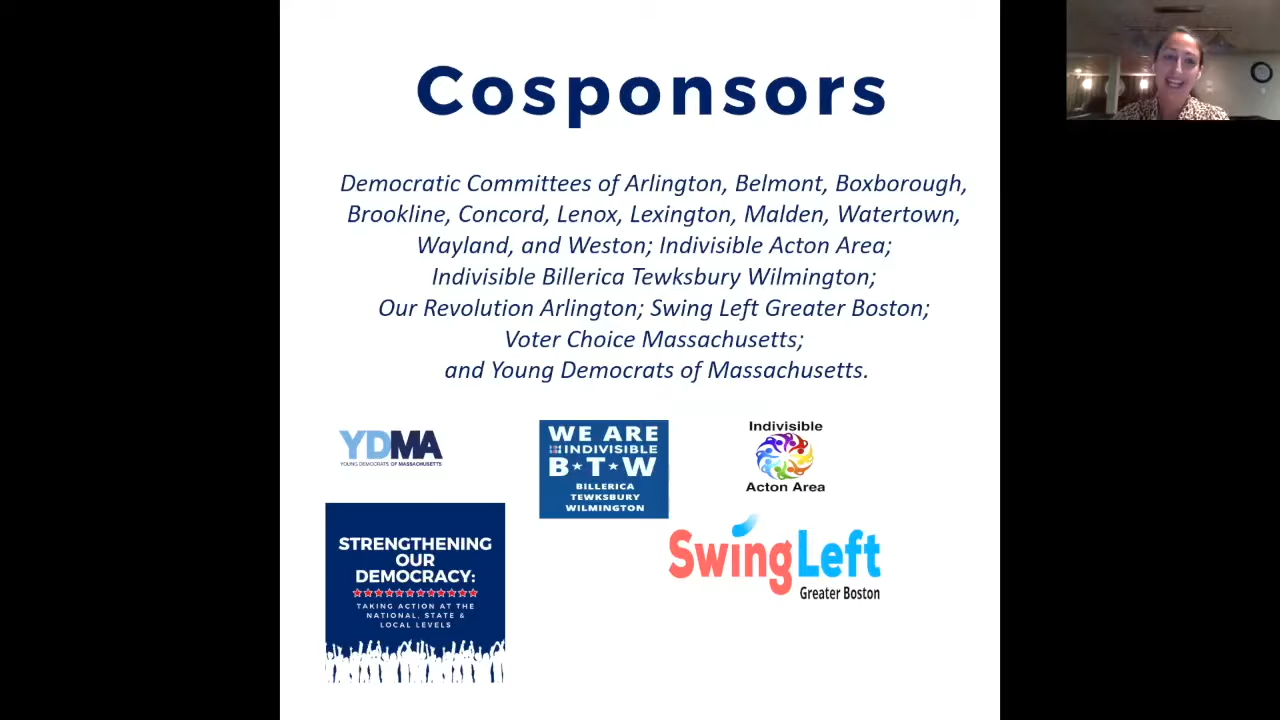 Cosponsors
Democratic Committees of Arlington, Belmont, Boxborough,
Brookline, Concord, Lenox, Lexington, Malden, Watertown,
Wayland, and Weston; Indivisible Acton Area;
Indivisible Billerica Tewksbury Wilmington;
Our Revolution Arlington; Swing Left Greater Boston;
Voter Choice Massachusetts;
and Young Democrats of Massachusetts.
YDMA
YOUNG DEMOCRATS OF MASSACHUSETTS
WE ARE
INDIVISIBLE
B★T★W
BILLERICA
TEWKSBURY
WILMINGTON
Indivisible
Acton Area
STRENGTHENING
OUR
DEMOCRACY:
TAKING ACTION AT THE
NATIONAL, STATE &
LOCAL LEVELS
SwingLeft
Greater Boston